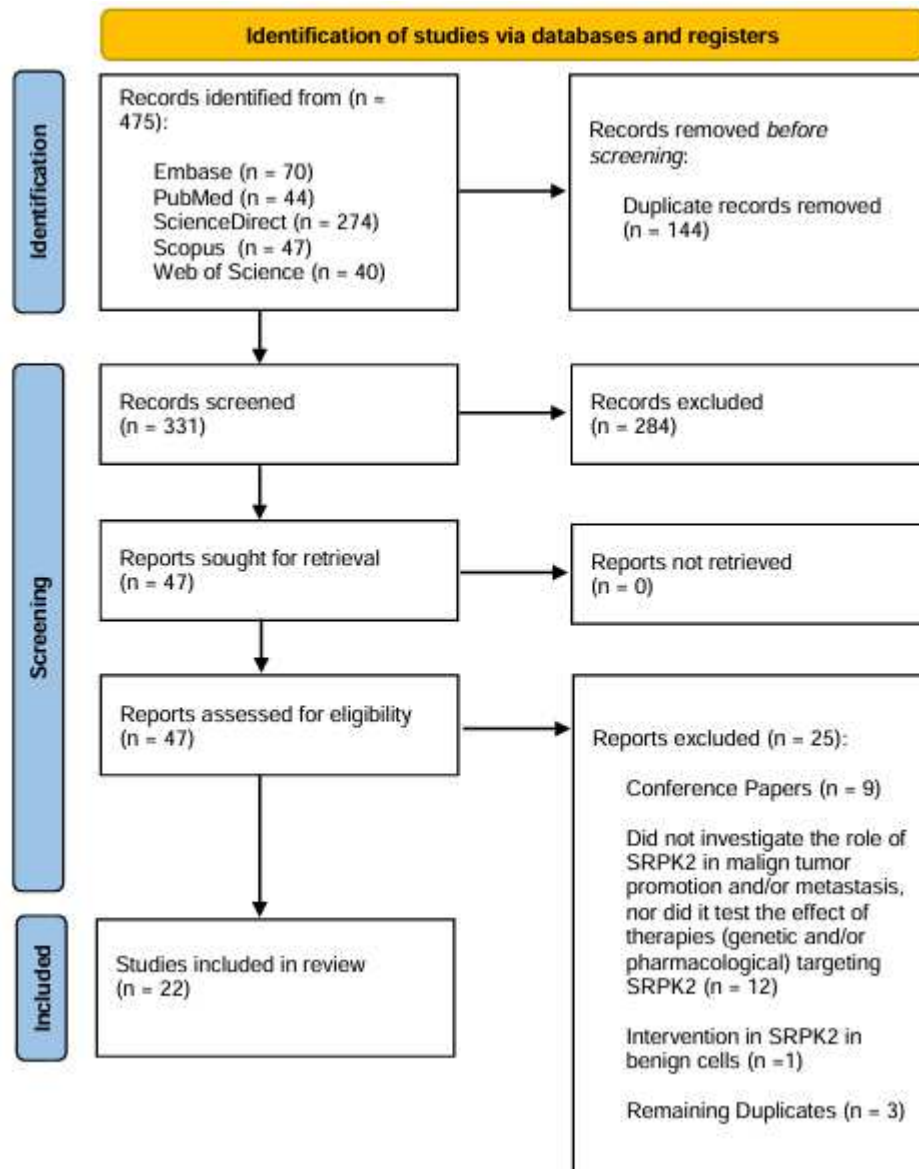 Identification of studies via databases and registers
Identification
Records identified from (n =
475):
Embase (n = 70)
PubMed (n = 44)
ScienceDirect (n = 274)
Scopus (n = 47)
Web of Science (n = 40)
Records removed before
screening:
Duplicate records removed
(n = 144)
Screening
Records screened
(n = 331)
Records excluded
(n = 284)
Reports sought for retrieval
(n = 47)
Reports not retrieved
(n = 0)
Reports assessed for eligibility
(n = 47)
Reports excluded (n = 25):
Conference Papers (n = 9)
Did not investigate the role of
SRPK2 in malign tumor
promotion and/or metastasis,
nor did it test the effect of
therapies (genetic and/or
pharmacological) targeting
SRPK2 (n = 12)
Intervention in SRPK2 in
benign cells (n =1)
Remaining Duplicates (n = 3)
Included
Studies included in review
(n = 22)